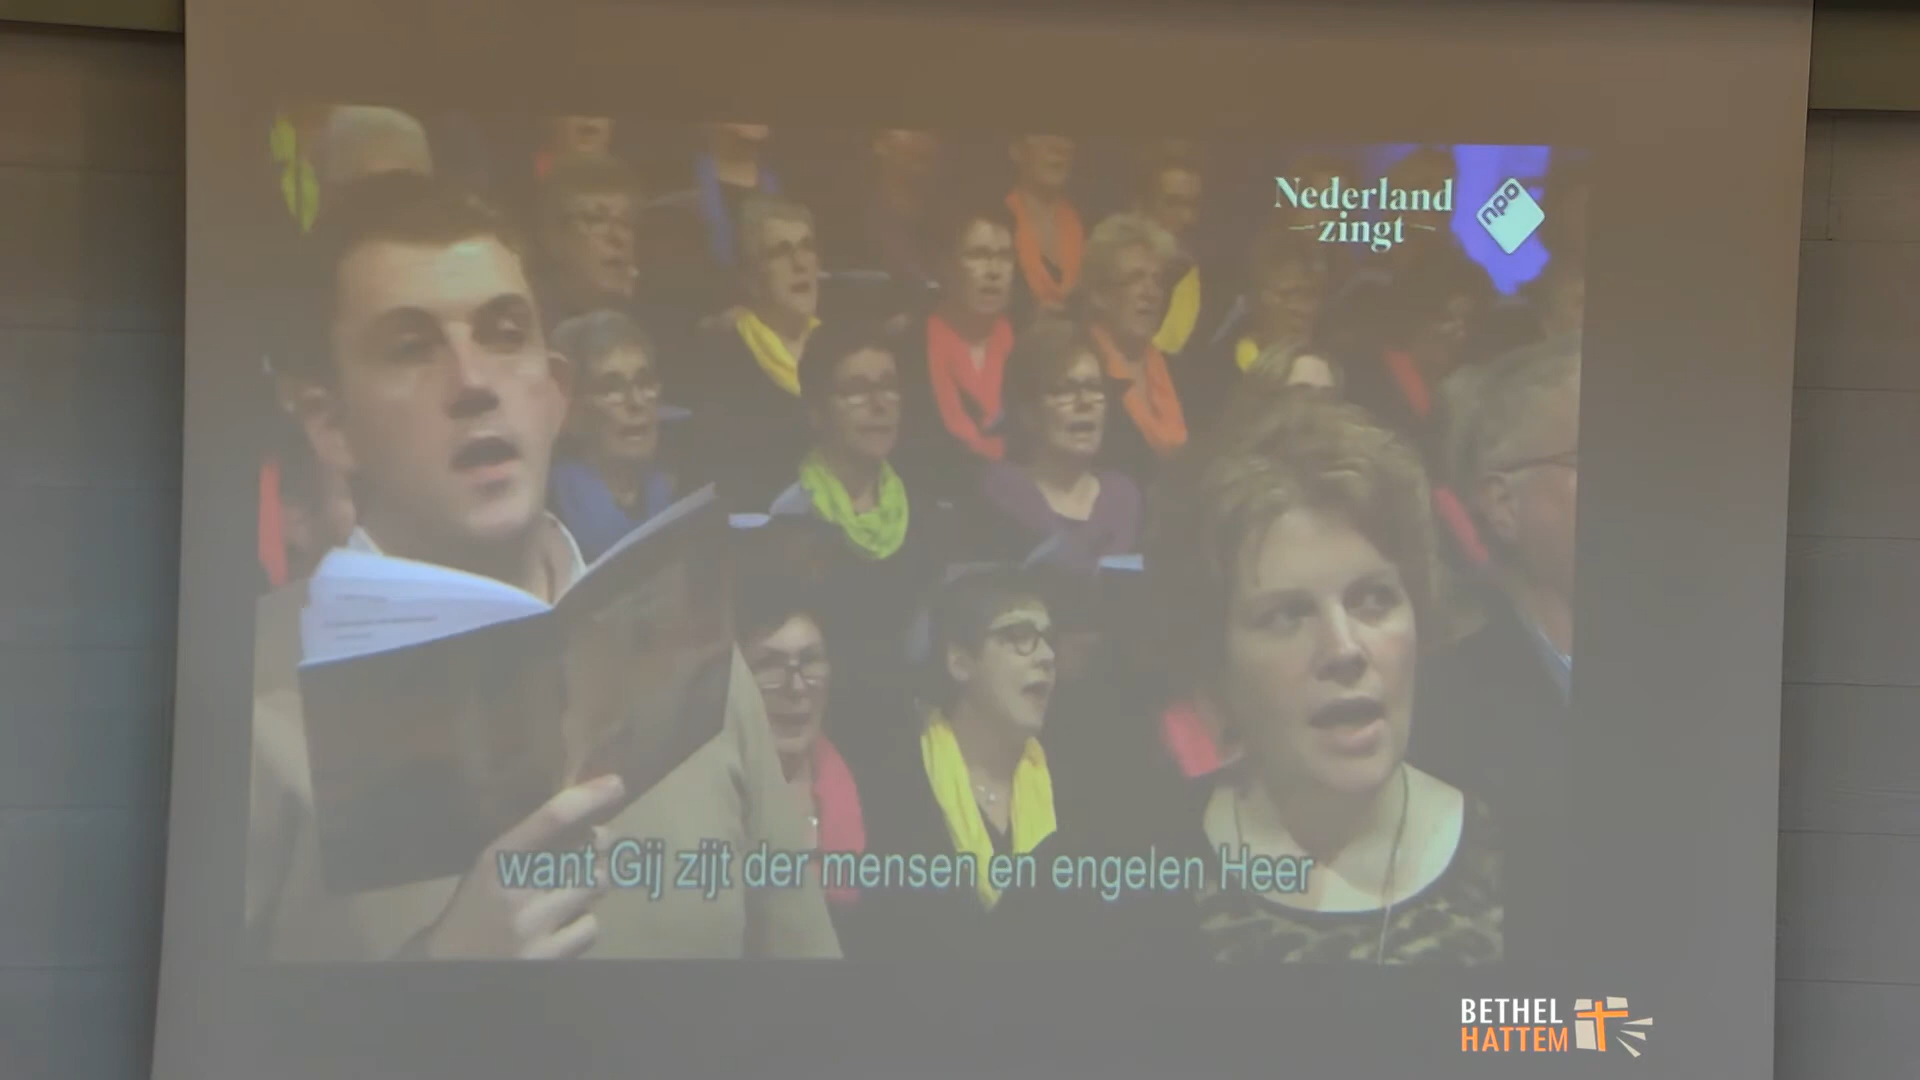 Nederland
zingt
npo
want Gij zijt der mensen en engelen Heer
BETHEL
HATTEM